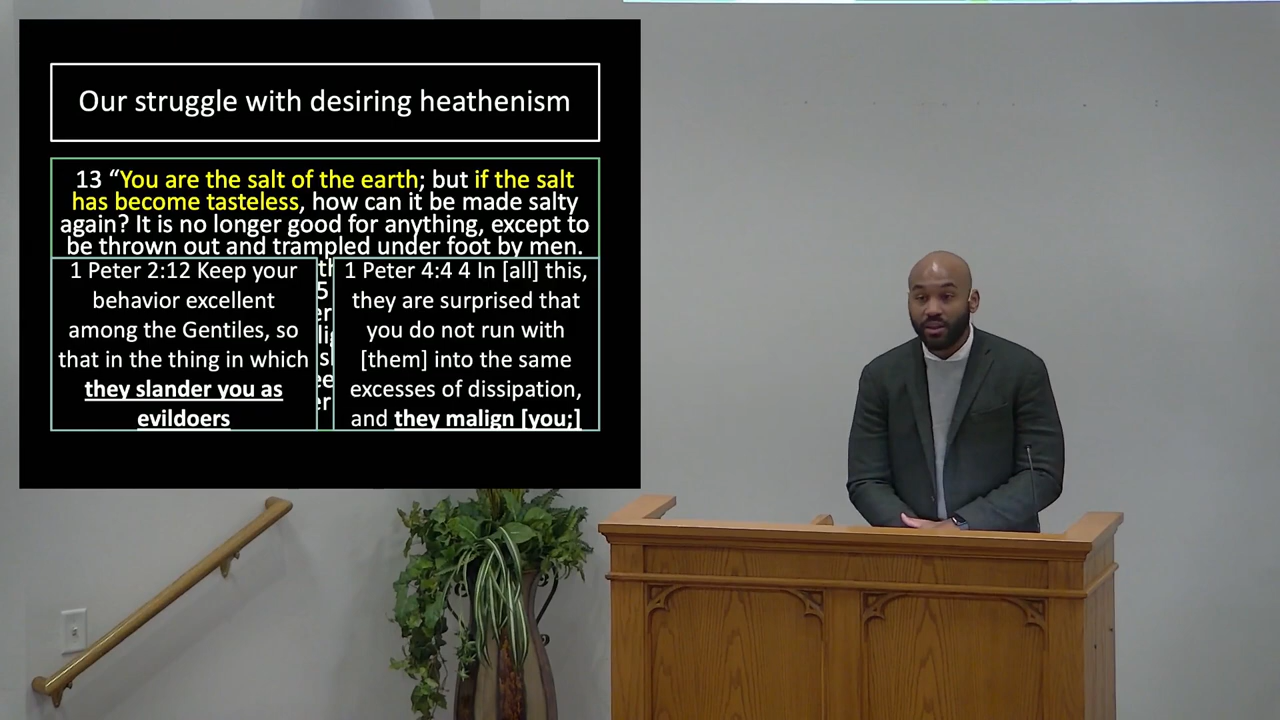 Our struggle with desiring heathenism
13 “You are the salt of the earth; but if the salt
has become tasteless, how can it be made salty
again? It is no longer good for anything, except to
be thrown out and trampled under foot by men.
1 Peter 2:12 Keep your
behavior excellent
among the Gentiles, so
that in the thing in which
they slander you as
evildoers
1 Peter 4:4 4 In [all] this,
they are surprised that
you do not run with
[them] into the same
excesses of dissipation,
and they malign [you;]